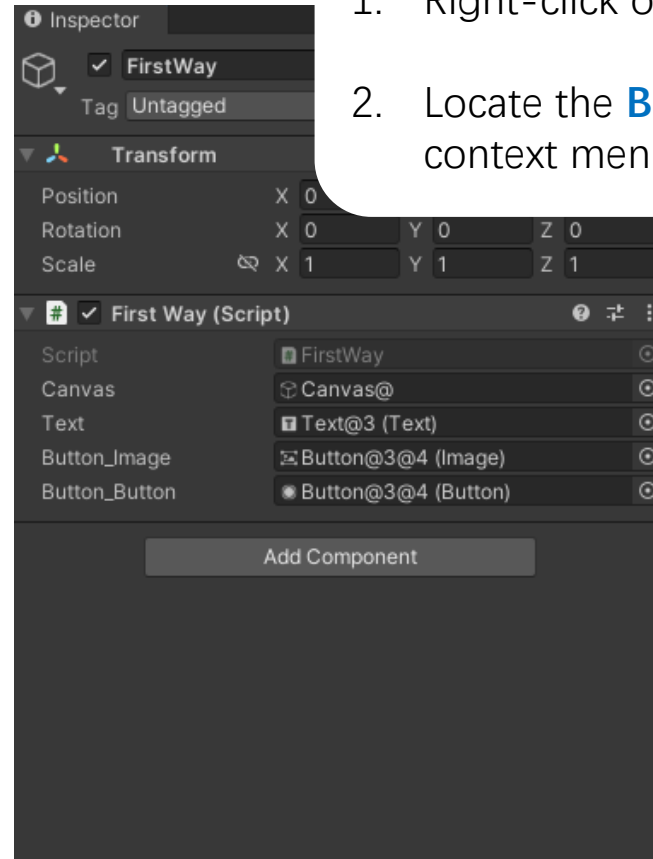 Inspector
1. Right-click o
FirstWay
Tag Untagged
2. Locate the B
context men
Transform
Position X 0
Rotation X 0 Y 0 Z 0
Scale X 1 Y 1 Z 1
# First Way (Script)
Script # FirstWay
Canvas Canvas@
Text T Text@3 (Text)
Button_Image Button@3@4 (Image)
Button_Button Button@3@4 (Button)
Add Component